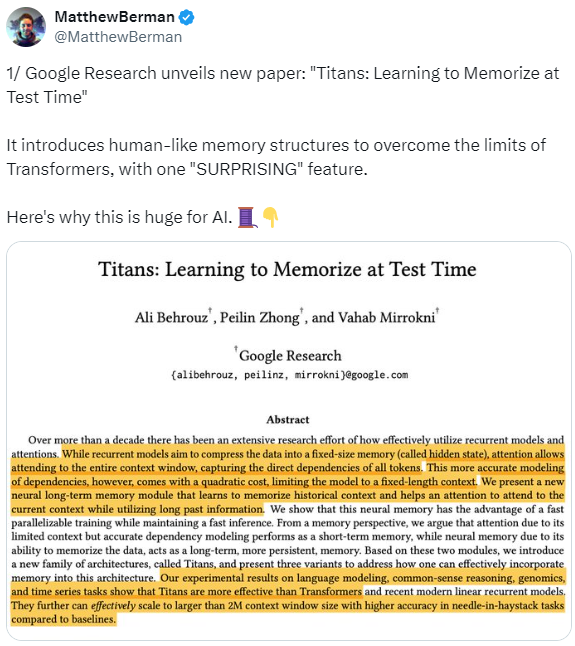 MatthewBerman
@MatthewBerman
1/ Google Research unveils new paper: "Titans: Learning to Memorize at
Test Time"
It introduces human-like memory structures to overcome the limits of
Transformers, with one "SURPRISING" feature.
Here's why this is huge for AI. 🧵👇
Titans: Learning to Memorize at Test Time
Ali Behrouz†, Peilin Zhong†, and Vahab Mirrokni†
†Google Research
{alibehrouz, peilinz, mirrokni}@google.com
Abstract
Over more than a decade there has been an extensive research effort of how effectively utilize recurrent models and
attentions. While recurrent models aim to compress the data into a fixed-size memory (called hidden state), attention allows
attending to the entire context window, capturing the direct dependencies of all tokens. This more accurate modeling
of dependencies, however, comes with a quadratic cost, limiting the model to a fixed-length context. We present a new
neural long-term memory module that learns to memorize historical context and helps an attention to attend to the
current context while utilizing long past information. We show that this neural memory has the advantage of a fast
parallelizable training while maintaining a fast inference. From a memory perspective, we argue that attention due to its
limited context but accurate dependency modeling performs as a short-term memory, while neural memory due to its
ability to memorize the data, acts as a long-term, more persistent, memory. Based on these two modules, we introduce
a new family of architectures, called Titans, and present three variants to address how one can effectively incorporate
memory into this architecture. Our experimental results on language modeling, common-sense reasoning, genomics,
and time series tasks show that Titans are more effective than Transformers and recent modern linear recurrent models.
They further can effectively scale to larger than 2M context window size with higher accuracy in needle-in-haystack tasks
compared to baselines.